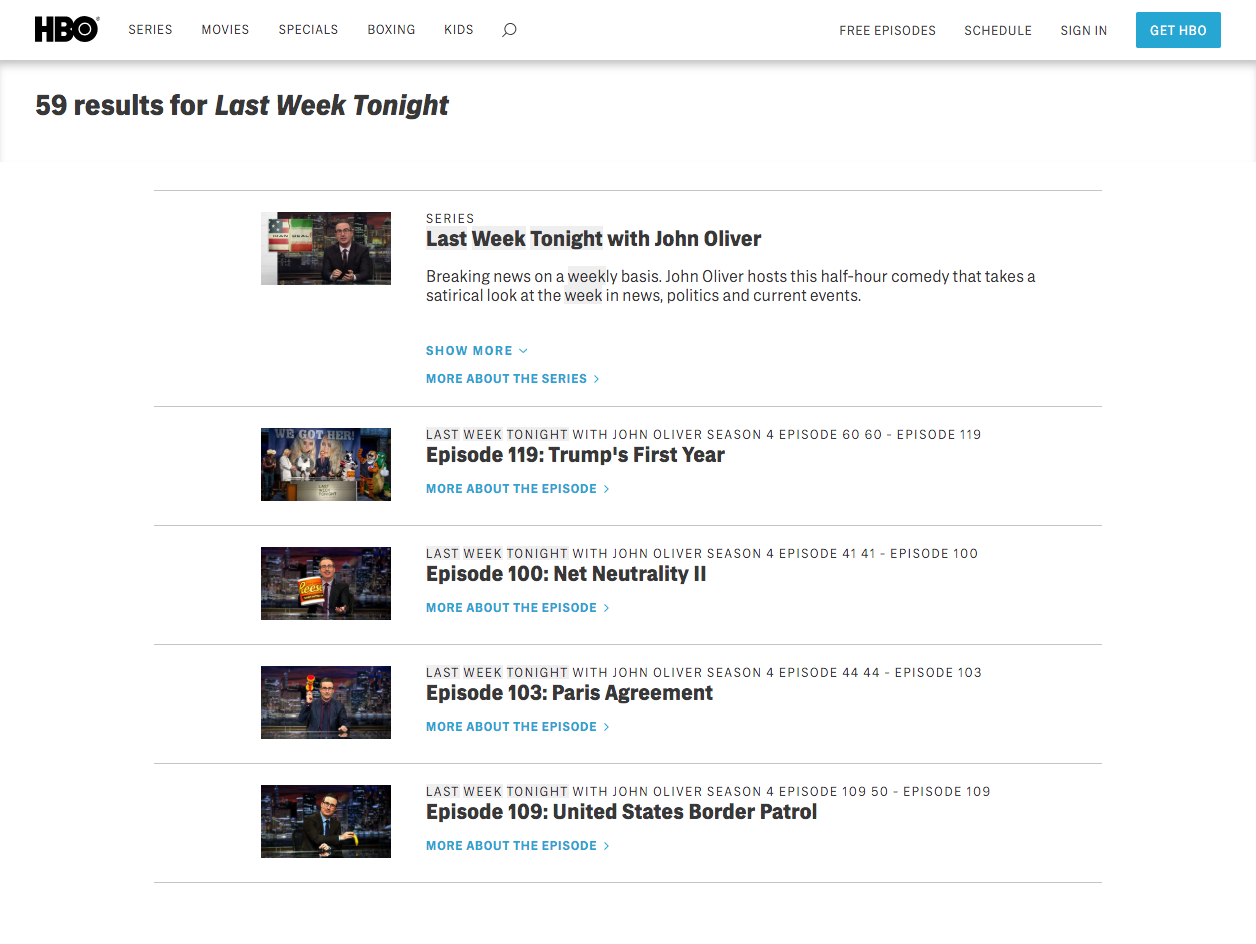 HBO
SERIES MOVIES SPECIALS BOXING KIDS FREE EPISODES SCHEDULE SIGN IN GET HBO
59 results for Last Week Tonight
SERIES
Last Week Tonight with John Oliver
Breaking news on a weekly basis. John Oliver hosts this half-hour comedy that takes a
satirical look at the week in news, politics and current events.
SHOW MORE
MORE ABOUT THE SERIES
WE GOT HER!
LAST WEEK TONIGHT
LAST WEEK TONIGHT WITH JOHN OLIVER SEASON 4 EPISODE 60 60 - EPISODE 119
Episode 119: Trump's First Year
MORE ABOUT THE EPISODE
Reese's
LAST WEEK TONIGHT WITH JOHN OLIVER SEASON 4 EPISODE 41 41 - EPISODE 100
Episode 100: Net Neutrality II
MORE ABOUT THE EPISODE
LAST WEEK TONIGHT WITH JOHN OLIVER SEASON 4 EPISODE 44 44 - EPISODE 103
Episode 103: Paris Agreement
MORE ABOUT THE EPISODE
LAST WEEK TONIGHT WITH JOHN OLIVER SEASON 4 EPISODE 109 50 - EPISODE 109
Episode 109: United States Border Patrol
MORE ABOUT THE EPISODE